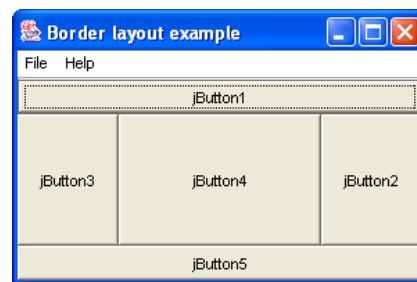 Border layout example
File Help
jButton1
jButton3 jButton4 jButton2
jButton5